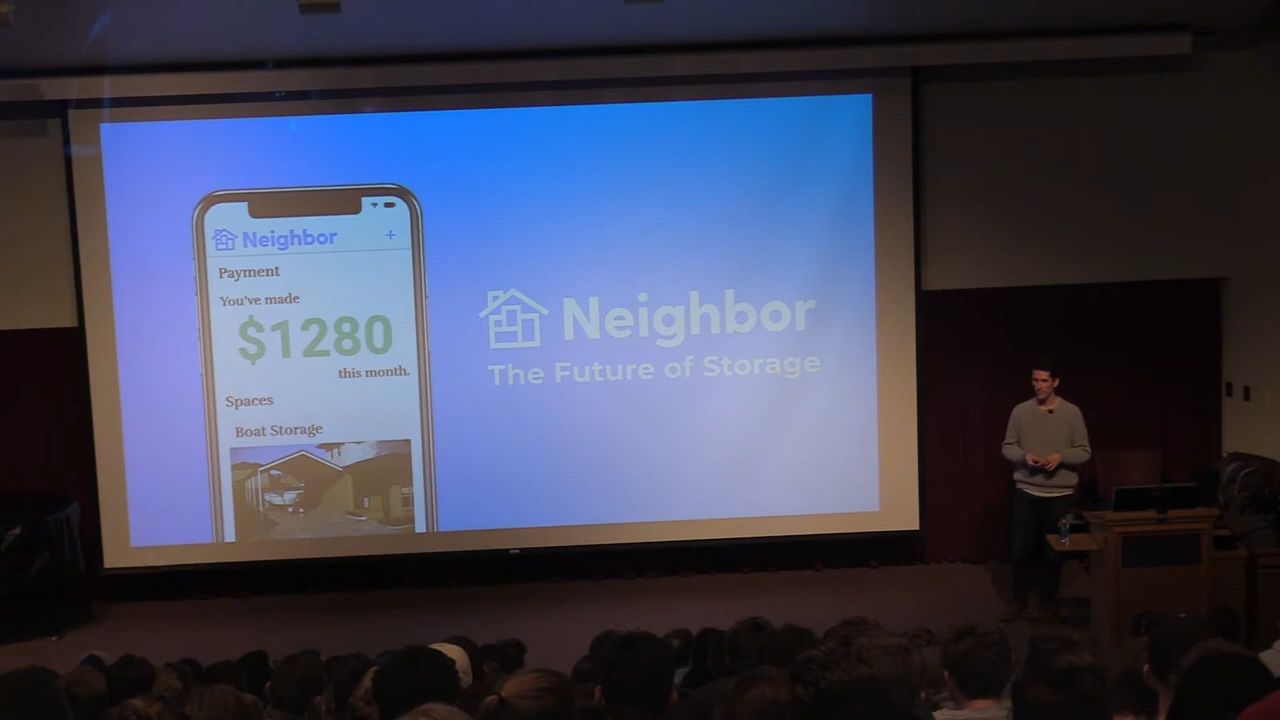 Neighbor +
Payment
You've made
$1280
this month.
Spaces
Boat Storage
Neighbor
The Future of Storage